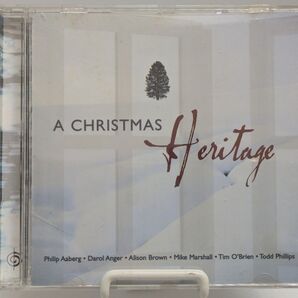 A CHRISTMAS
Heritage
Philip Aaberg • Darol Anger • Alison Brown • Mike Marshall • Tim O'Brien • Todd Phillips